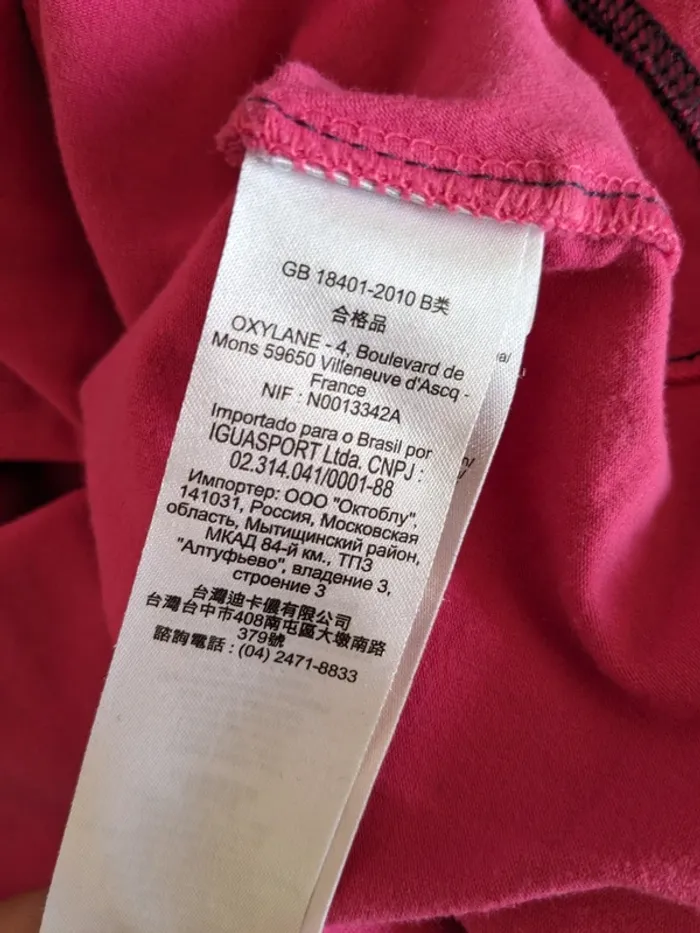 GB 18401-2010 B类
合格品
OXYLANE - 4, Boulevard de
Mons 59650 Villeneuve d'Ascq -
France
NIF : N0013342A
Importado para o Brasil por
IGUASPORT Ltda. CNPJ :
02.314.041/0001-88
Импортер: ООО "Октоблу",
141031, Россия, Московская
область, Мытищинский район,
МКАД 84-й км., ТПЗ
"Алтуфьево", владение 3,
строение 3
台灣迪卡儂有限公司
台灣台中市408南屯區大墩南路
379號
諮詢電話 : (04) 2471-8833